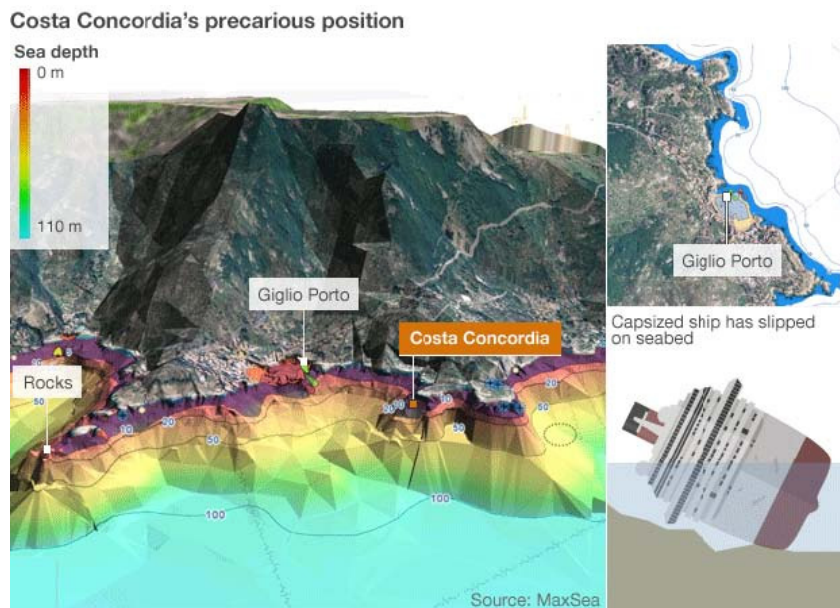 Costa Concordia's precarious position
Sea depth
0 m
110 m
Giglio Porto
Costa Concordia
Rocks
20
50
10
20
50
20
10
50
20
50
100
100
Source: MaxSea
Giglio Porto
Capsized ship has slipped
on seabed